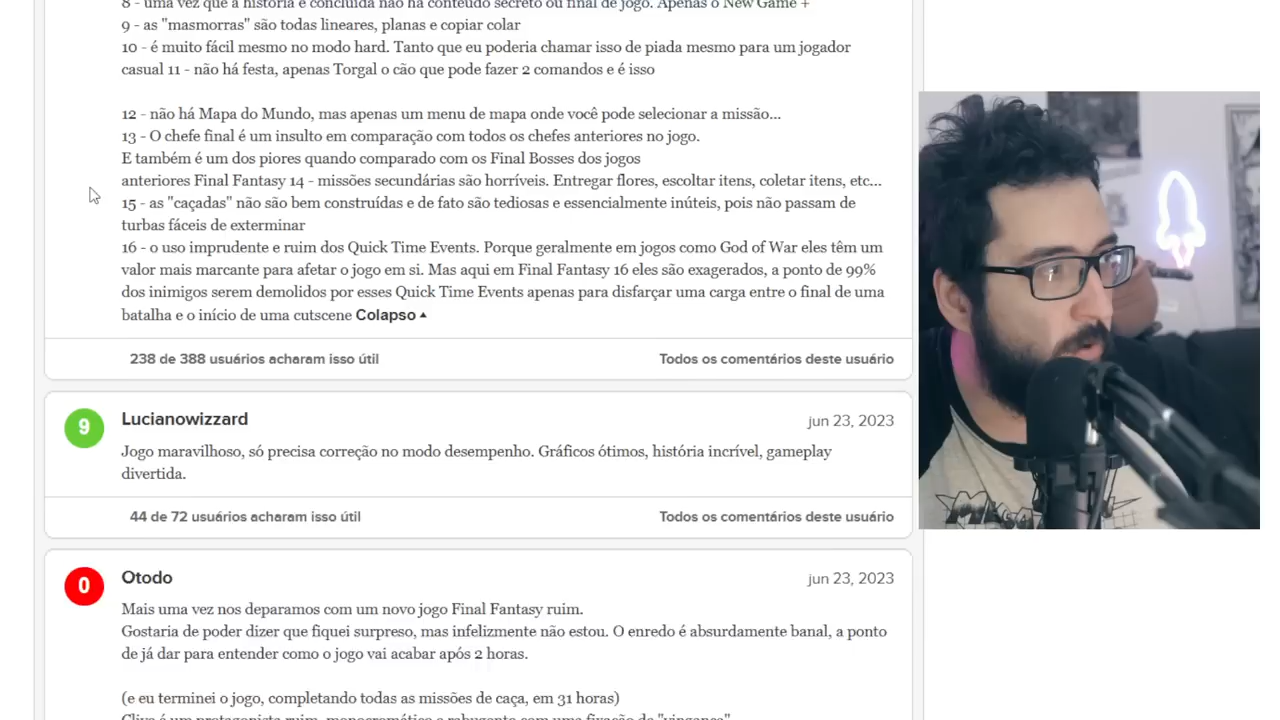 8 - uma vez que a história é concluída não há conteúdo secreto ou final de jogo. Apenas o New Game +
9 - as "masmorras" são todas lineares, planas e copiar colar
10 - é muito fácil mesmo no modo hard. Tanto que eu poderia chamar isso de piada mesmo para um jogador
casual 11 - não há festa, apenas Torgal o cão que pode fazer 2 comandos e é isso
12 - não há Mapa do Mundo, mas apenas um menu de mapa onde você pode selecionar a missão...
13 - O chefe final é um insulto em comparação com todos os chefes anteriores no jogo.
E também é um dos piores quando comparado com os Final Bosses dos jogos
anteriores Final Fantasy 14 - missões secundárias são horríveis. Entregar flores, escoltar itens, coletar itens, etc...
15 - as "caçadas" não são bem construídas e de fato são tediosas e essencialmente inúteis, pois não passam de
turbas fáceis de exterminar
16 - o uso imprudente e ruim dos Quick Time Events. Porque geralmente em jogos como God of War eles têm um
valor mais marcante para afetar o jogo em si. Mas aqui em Final Fantasy 16 eles são exagerados, a ponto de 99%
dos inimigos serem demolidos por esses Quick Time Events apenas para disfarçar uma carga entre o final de uma
batalha e o início de uma cutscene Colapso
238 de 388 usuários acharam isso útil
Todos os comentários deste usuário
9
Lucianowizzard
jun 23, 2023
Jogo maravilhoso, só precisa correção no modo desempenho. Gráficos ótimos, história incrível, gameplay
divertida.
44 de 72 usuários acharam isso útil
Todos os comentários deste usuário
0
Otodo
jun 23, 2023
Mais uma vez nos deparamos com um novo jogo Final Fantasy ruim.
Gostaria de poder dizer que fiquei surpreso, mas infelizmente não estou. O enredo é absurdamente banal, a ponto
de já dar para entender como o jogo vai acabar após 2 horas.
(e eu terminei o jogo, completando todas as missões de caça, em 31 horas)
Clive é um protagonista ruim, monocromático e rabugento com uma fixação de "vingança"